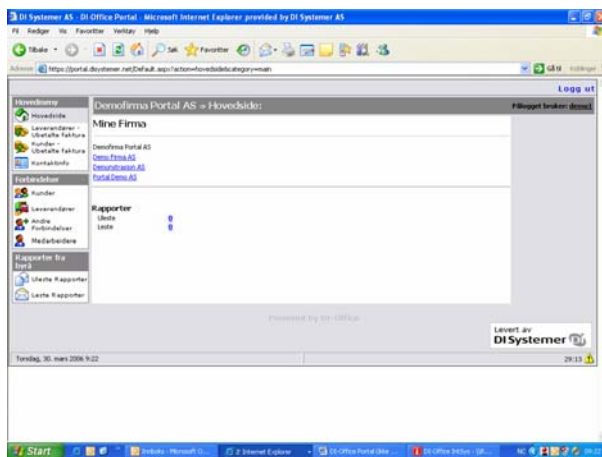 DI Systemer AS - DI Office Portal - Microsoft Internet Explorer provided by DI Systemer AS
Fil Rediger Vis Favoritter Verktøy Hjelp
Tilbake Søk Favoritter
Adresse https://portal.disystemer.net/Default.aspx?action=hovedside&category=main Gå til Koblinger
Logg ut
Hovedmeny
Hovedside
Leverandører - Ubetalte faktura
Kunder - Ubetalte faktura
Kontaktinfo
Forbindelser
Kunder
Leverandører
Andre Forbindelser
Medarbeidere
Rapporter fra byrå
Uleste Rapporter
Leste Rapporter
Demofirma Portal AS » Hovedside:
Pålogget bruker: demo1
Mine Firma
Demofirma Portal AS
Demo Firma AS
Demonstrasjon AS
Portal Demo AS
Rapporter
Uleste 0
Leste 0
Powered by DI-Office
Levert av
DI Systemer
Torsdag, 30. mars 2006 9:22
29:13
Start
Innboks - Microsoft O...
2 Internet Explorer
DI-Office Portal
NO
09:22